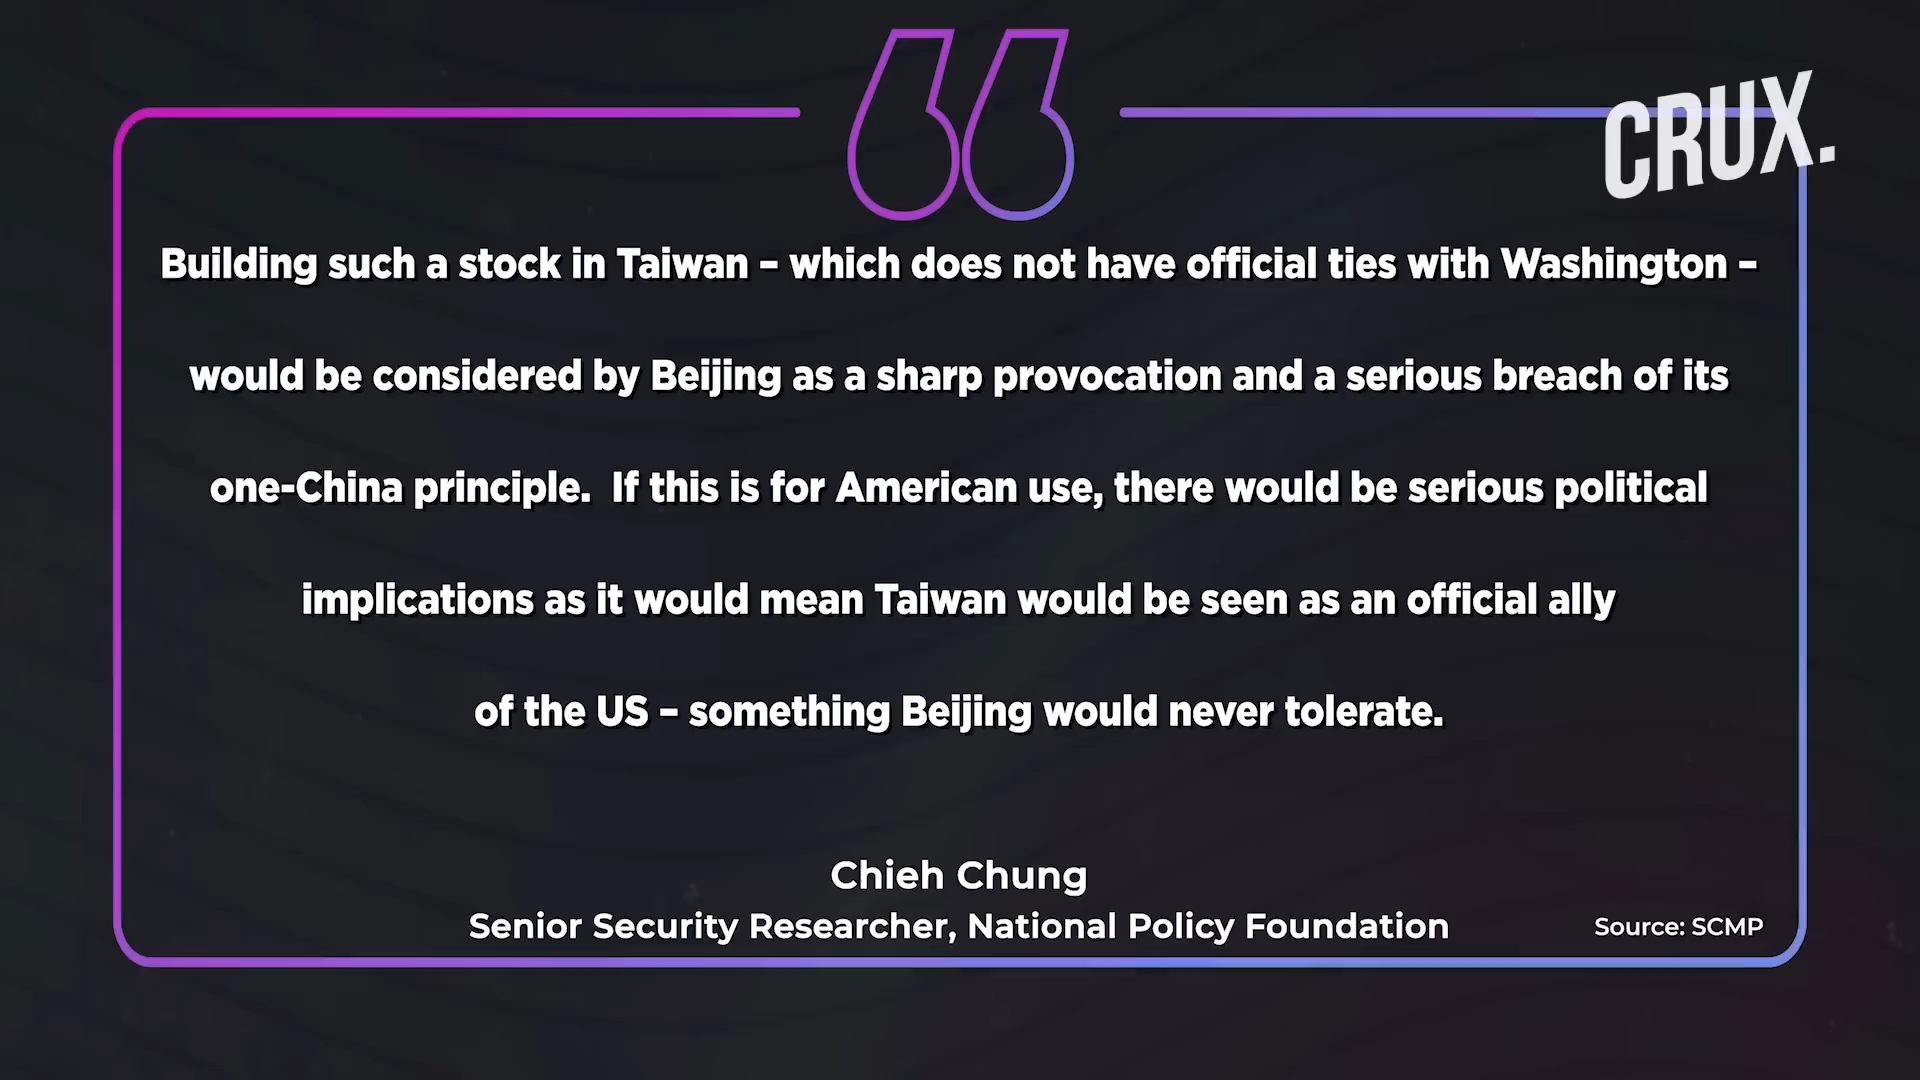 CRUX.
Building such a stock in Taiwan – which does not have official ties with Washington –
would be considered by Beijing as a sharp provocation and a serious breach of its
one-China principle.  If this is for American use, there would be serious political
implications as it would mean Taiwan would be seen as an official ally
of the US – something Beijing would never tolerate.
Chieh Chung
Senior Security Researcher, National Policy Foundation
Source: SCMP